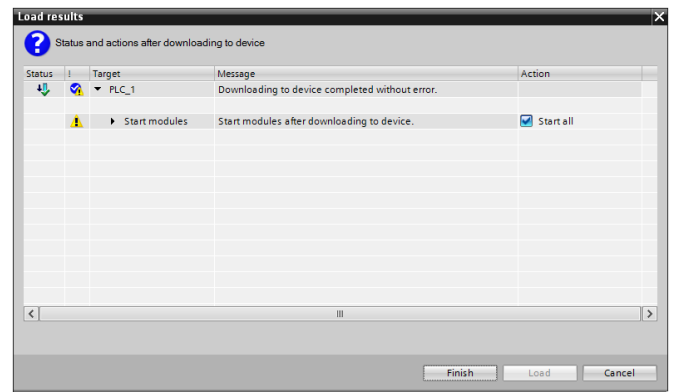 Load results
Status and actions after downloading to device
Status ! Target Message Action
PLC_1 Downloading to device completed without error.
Start modules Start modules after downloading to device. Start all
Finish Load Cancel